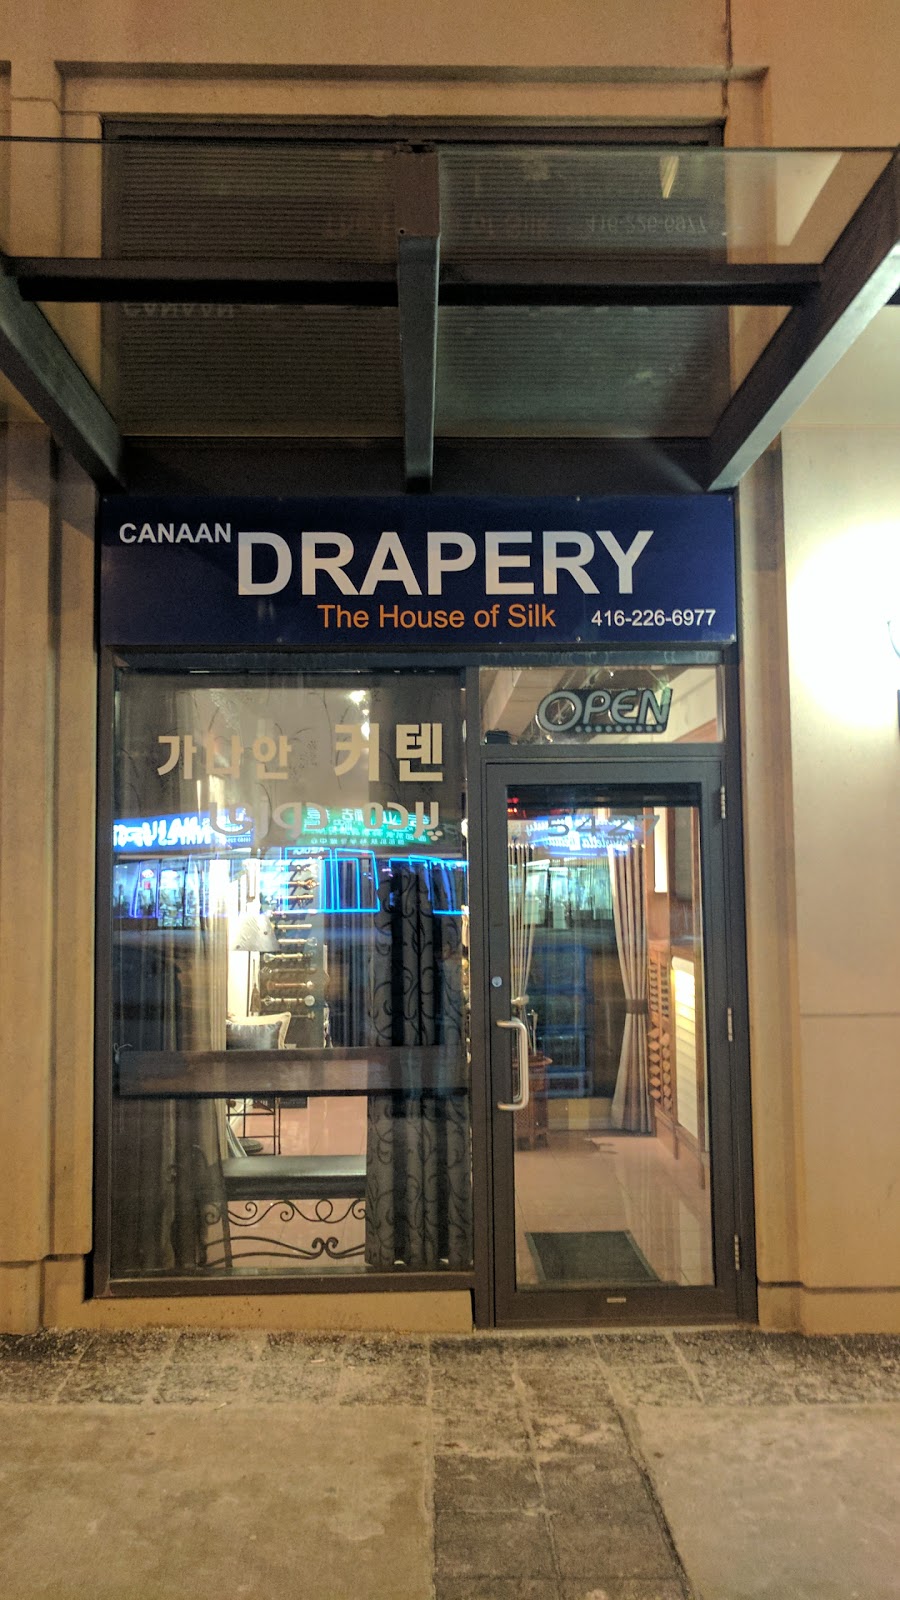 CANAAN DRAPERY
The House of Silk 416-226-6977
OPEN
가나안 커텐